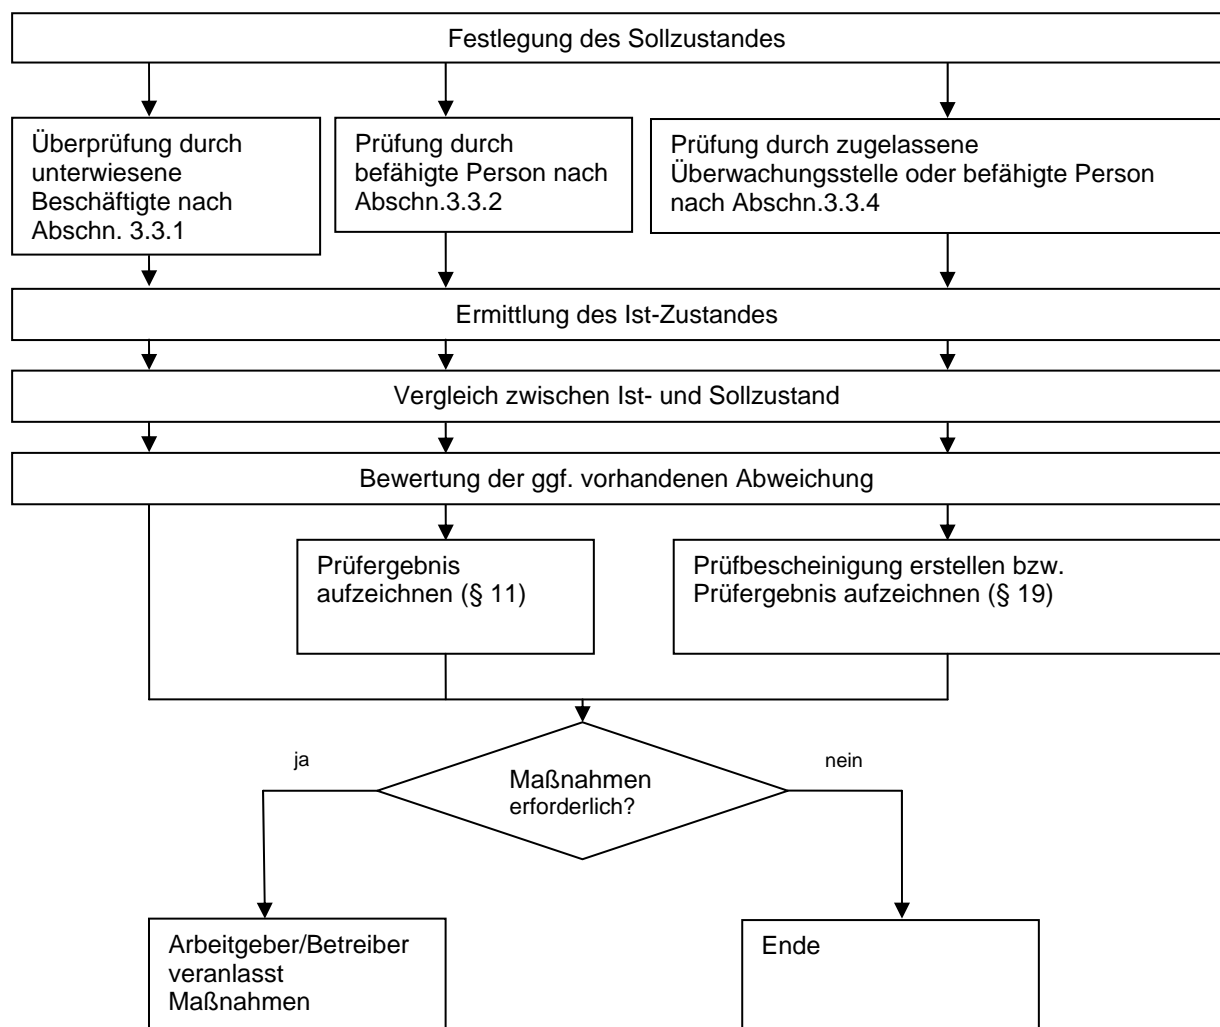 Festlegung des Sollzustandes
Überprüfung durch
unterwiesene
Beschäftigte nach
Abschn. 3.3.1
Prüfung durch
befähigte Person nach
Abschn.3.3.2
Prüfung durch zugelassene
Überwachungsstelle oder befähigte Person
nach Abschn.3.3.4
Ermittlung des Ist-Zustandes
Vergleich zwischen Ist- und Sollzustand
Bewertung der ggf. vorhandenen Abweichung
Prüfergebnis
aufzeichnen (§ 11)
Prüfbescheinigung erstellen bzw.
Prüfergebnis aufzeichnen (§ 19)
ja
nein
Maßnahmen
erforderlich?
Arbeitgeber/Betreiber
veranlasst
Maßnahmen
Ende